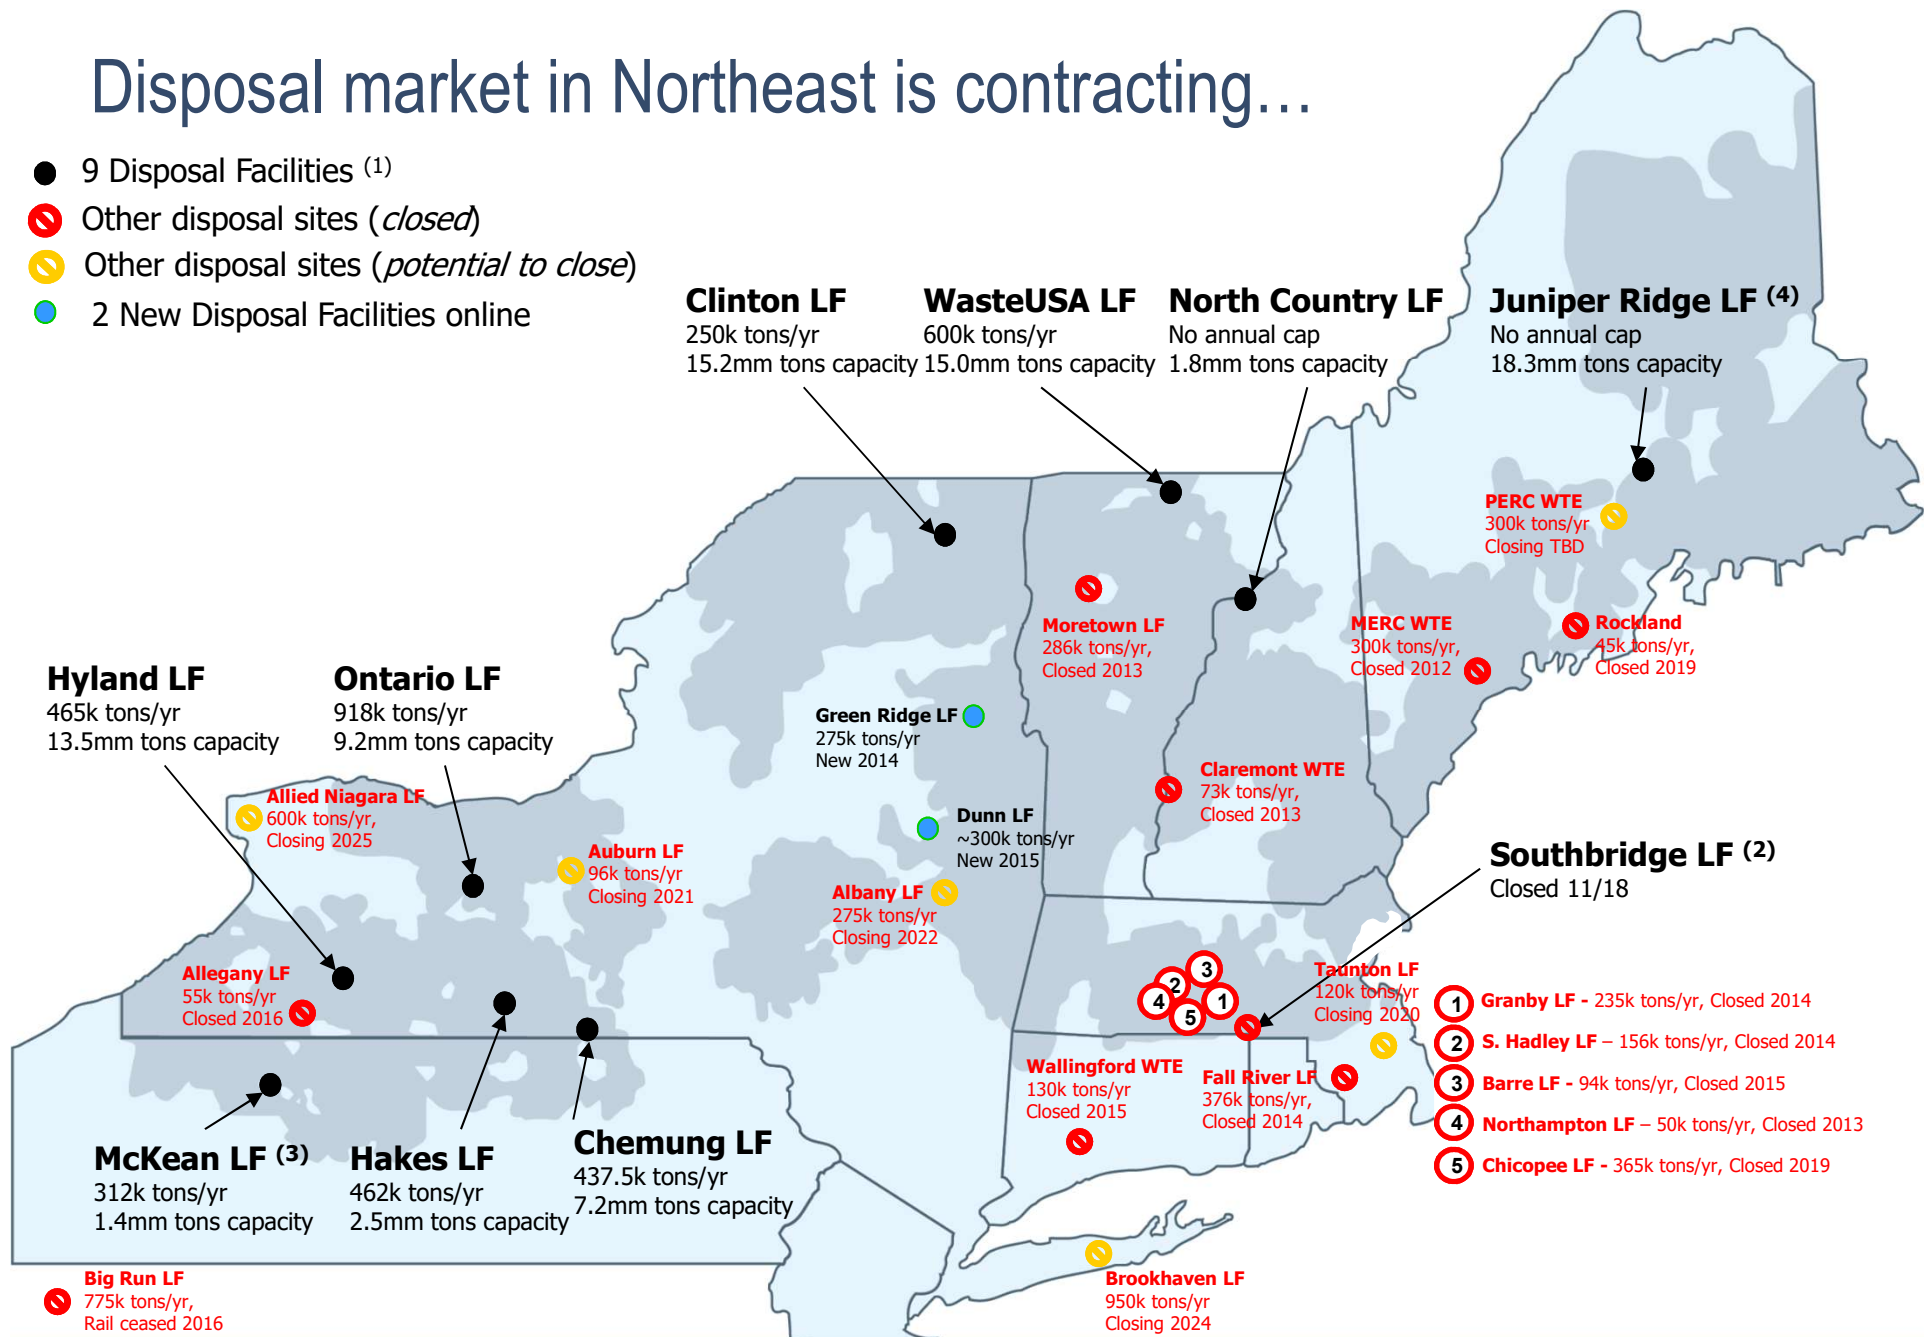 Disposal market in Northeast is contracting…
9 Disposal Facilities (1)
Other disposal sites (closed)
Other disposal sites (potential to close)
2 New Disposal Facilities online
Clinton LF
250k tons/yr
15.2mm tons capacity
WasteUSA LF
600k tons/yr
15.0mm tons capacity
North Country LF
No annual cap
1.8mm tons capacity
Juniper Ridge LF (4)
No annual cap
18.3mm tons capacity
PERC WTE
300k tons/yr
Closing TBD
Moretown LF
286k tons/yr,
Closed 2013
MERC WTE
300k tons/yr,
Closed 2012
Rockland
45k tons/yr,
Closed 2019
Hyland LF
465k tons/yr
13.5mm tons capacity
Ontario LF
918k tons/yr
9.2mm tons capacity
Green Ridge LF
275k tons/yr
New 2014
Claremont WTE
73k tons/yr,
Closed 2013
Allied Niagara LF
600k tons/yr,
Closing 2025
Dunn LF
~300k tons/yr
New 2015
Auburn LF
96k tons/yr
Closing 2021
Albany LF
275k tons/yr
Closing 2022
Southbridge LF (2)
Closed 11/18
Allegany LF
55k tons/yr
Closed 2016
3
2
4
1
5
Taunton LF
120k tons/yr
Closing 2020
1 Granby LF - 235k tons/yr, Closed 2014
2 S. Hadley LF – 156k tons/yr, Closed 2014
3 Barre LF - 94k tons/yr, Closed 2015
4 Northampton LF – 50k tons/yr, Closed 2013
5 Chicopee LF - 365k tons/yr, Closed 2019
Wallingford WTE
130k tons/yr
Closed 2015
Fall River LF
376k tons/yr,
Closed 2014
McKean LF (3)
312k tons/yr
1.4mm tons capacity
Hakes LF
462k tons/yr
2.5mm tons capacity
Chemung LF
437.5k tons/yr
7.2mm tons capacity
Big Run LF
775k tons/yr,
Rail ceased 2016
Brookhaven LF
950k tons/yr
Closing 2024